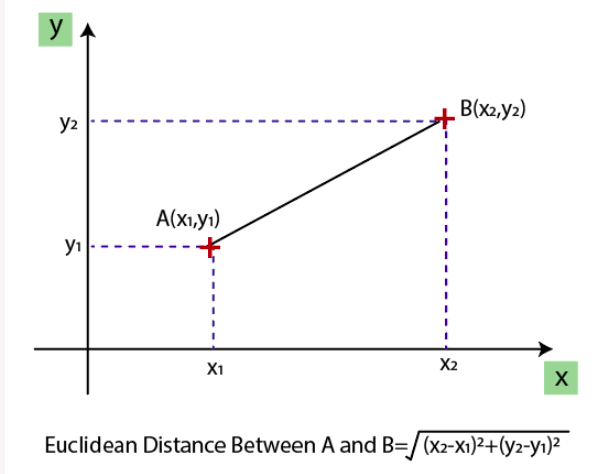 y
B(x₂,y₂)
y₂
A(x₁,y₁)
y₁
x₁
x₂
x
Euclidean Distance Between A and B=√(x₂-x₁)²+(y₂-y₁)²